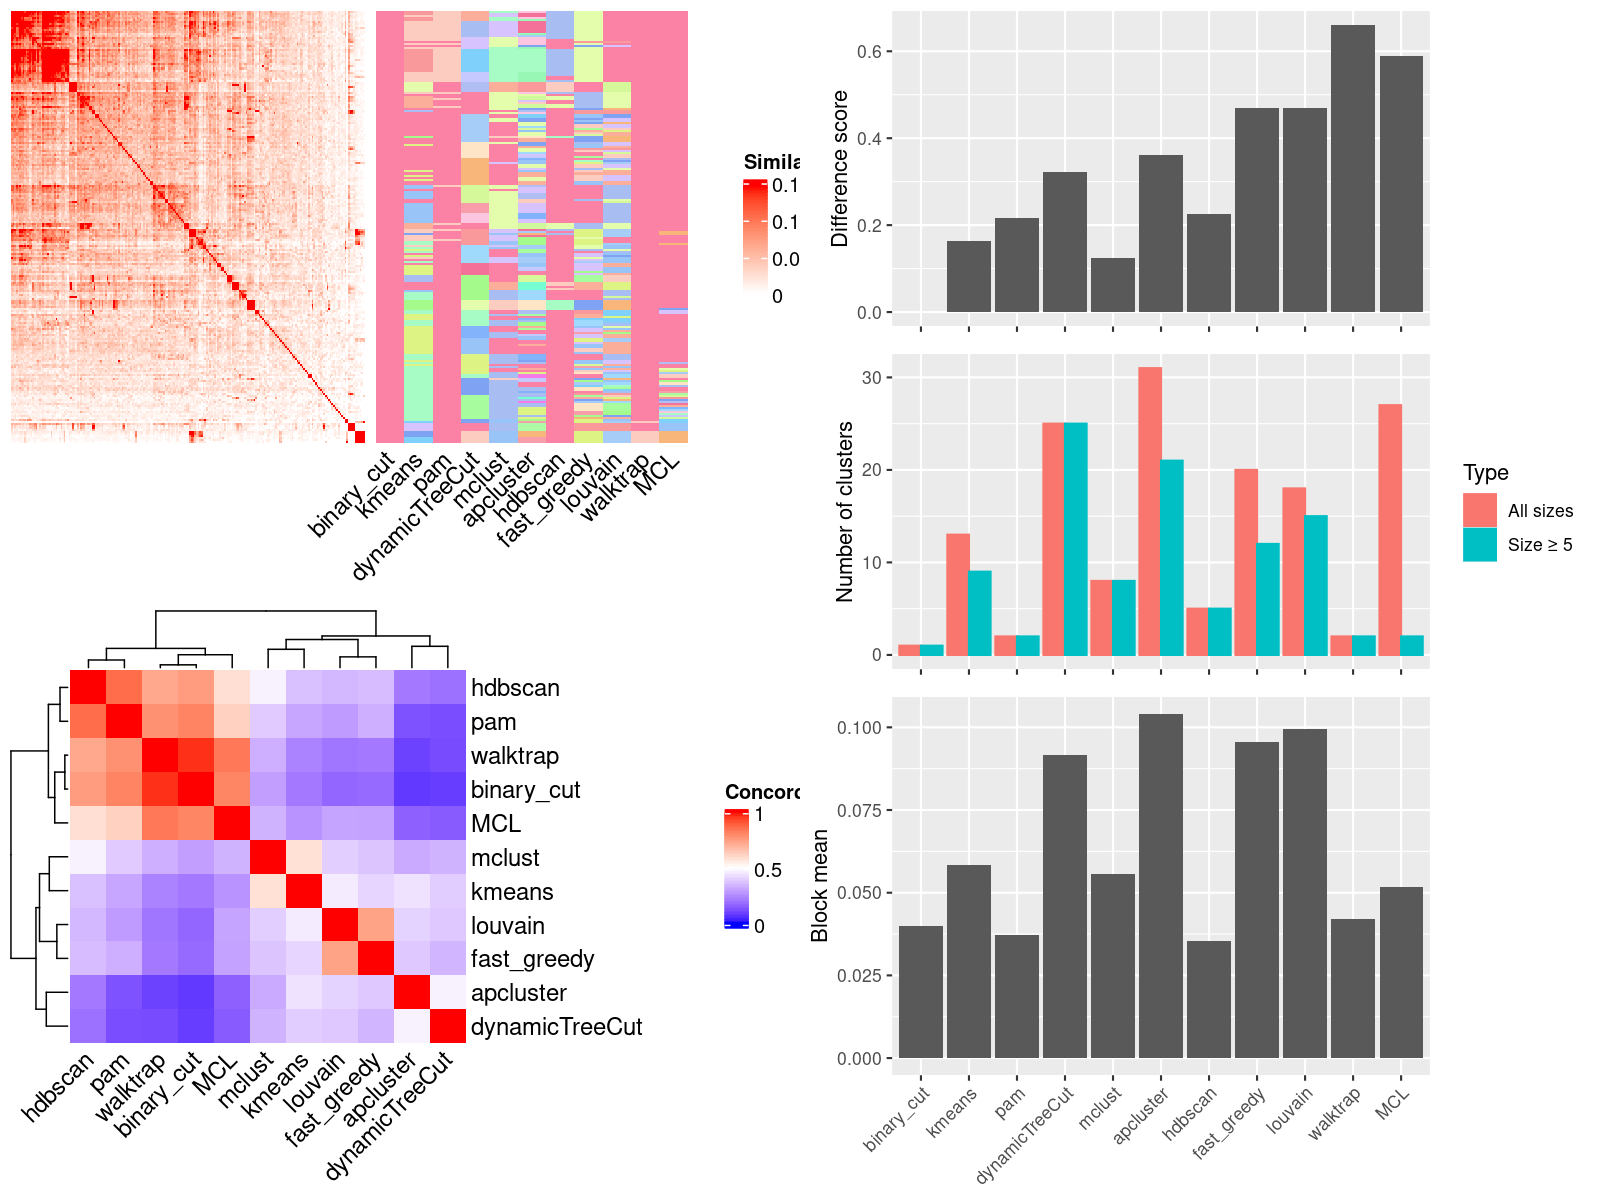 Simila
0.1
0.1
0.0
0
binary_cut
kmeans
pam
dynamicTreeCut
mclust
apcluster
hdbscan
fast_greedy
louvain
walktrap
MCL
hdbscan
pam
walktrap
binary_cut
MCL
mclust
kmeans
louvain
fast_greedy
apcluster
dynamicTreeCut
hdbscan
pam
walktrap
binary_cut
MCL
mclust
kmeans
louvain
fast_greedy
apcluster
dynamicTreeCut
Concord
1
0.5
0
Difference score
0.6
0.4
0.2
0.0
Number of clusters
30
20
10
0
Type
All sizes
Size ≥ 5
Block mean
0.100
0.075
0.050
0.025
0.000
binary_cut
kmeans
pam
dynamicTreeCut
mclust
apcluster
hdbscan
fast_greedy
louvain
walktrap
MCL